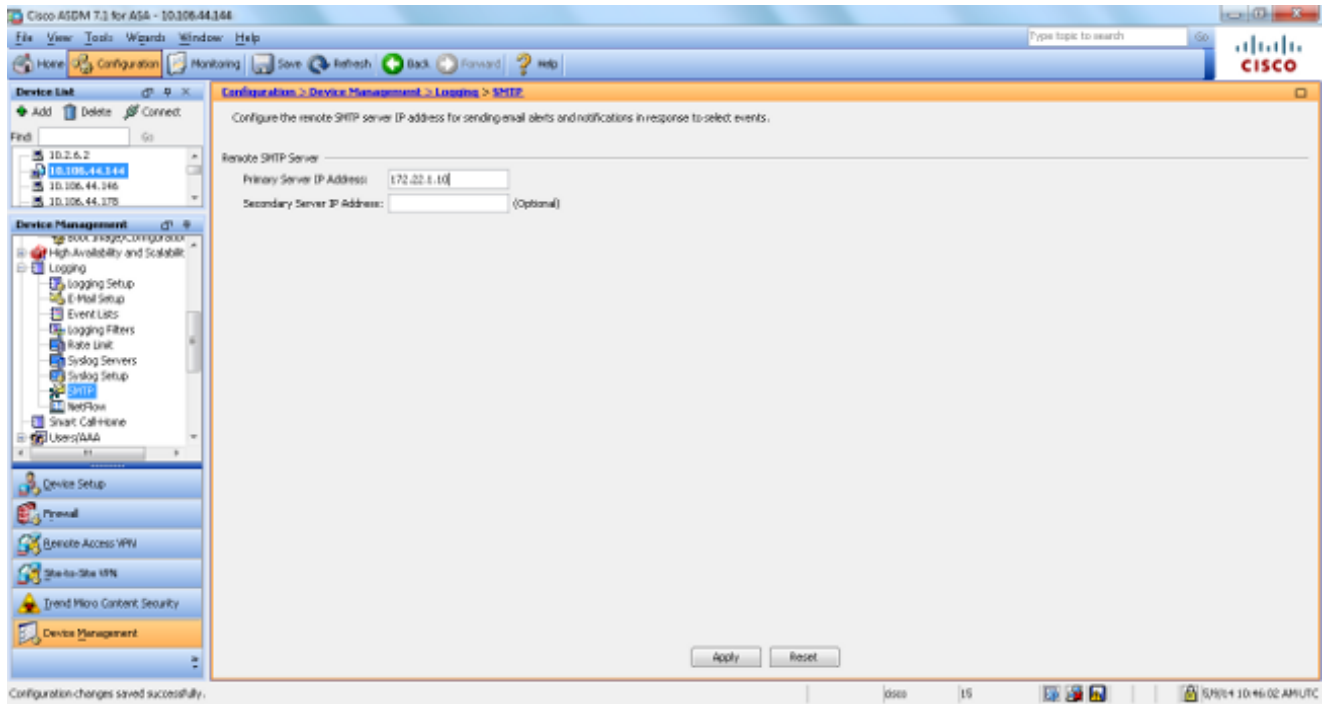 Cisco ASDM 7.1 for ASA - 10.106.44.144
File View Tools Wizards Window Help
Type topic to search Go
Home Configuration Monitoring Save Refresh Back Forward Help
CISCO
Device List
Add Delete Connect
Find: Go
10.2.6.2
10.106.44.144
10.106.44.146
10.106.44.178
Device Management
Boot Image/Configuration
High Availability and Scalabilit
Logging
Logging Setup
E-Mail Setup
Event Lists
Logging Filters
Rate Limit
Syslog Servers
Syslog Setup
SMTP
NetFlow
Smart Call-Home
Users/AAA
Device Setup
Firewall
Remote Access VPN
Site-to-Site VPN
Trend Micro Content Security
Device Management
Configuration > Device Management > Logging > SMTP
Configure the remote SMTP server IP address for sending email alerts and notifications in response to select events.
Remote SMTP Server
Primary Server IP Address: 172.22.1.10
Secondary Server IP Address: (Optional)
Apply Reset
Configuration changes saved successfully.
cisco 15 5/9/14 10:46:02 AM UTC